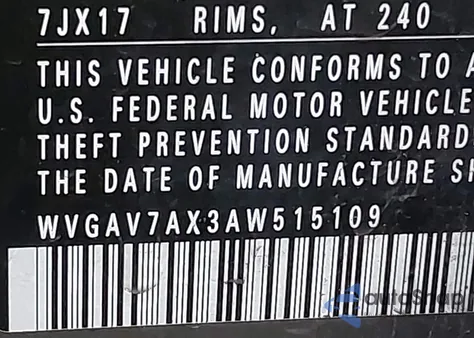 7JX17 RIMS, AT 240
THIS VEHICLE CONFORMS TO
U.S. FEDERAL MOTOR VEHICLE
THEFT PREVENTION STANDARD
THE DATE OF MANUFACTURE
WVGAV7AX3AW515109
autoSnap